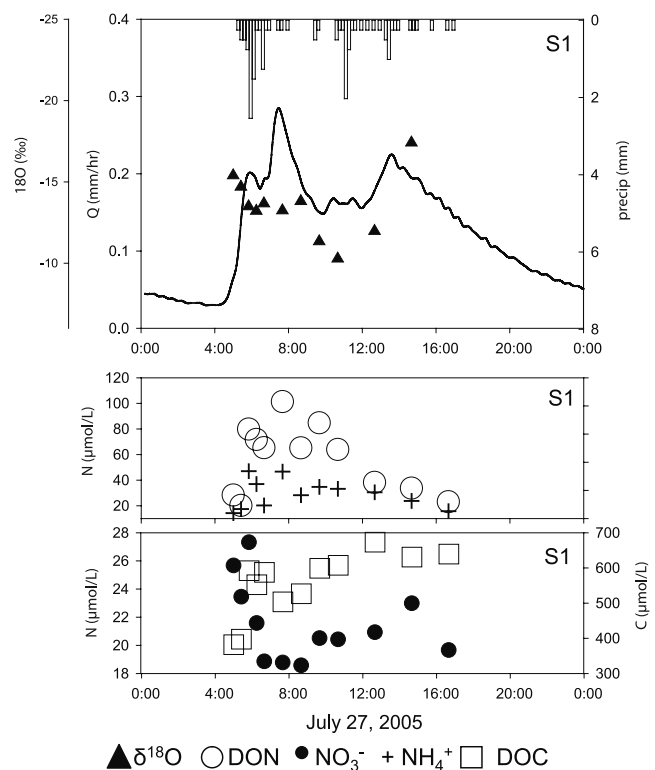 -25
0.4
0
S1
-20
0.3
2
18O (‰)
Q (mm/hr)
-15
0.2
4
precip (mm)
0.1
6
-10
0.0
8
0:00 4:00 8:00 12:00 16:00 20:00 0:00
120
S1
100
80
60
40
20
N (µmol/L)
28
700
S1
26
600
24
500
22
400
20
18
300
N (µmol/L)
C (µmol/L)
0:00 4:00 8:00 12:00 16:00 20:00 0:00
July 27, 2005
▲ δ¹⁸O ○ DON ● NO₃⁻ + NH₄⁺ □ DOC